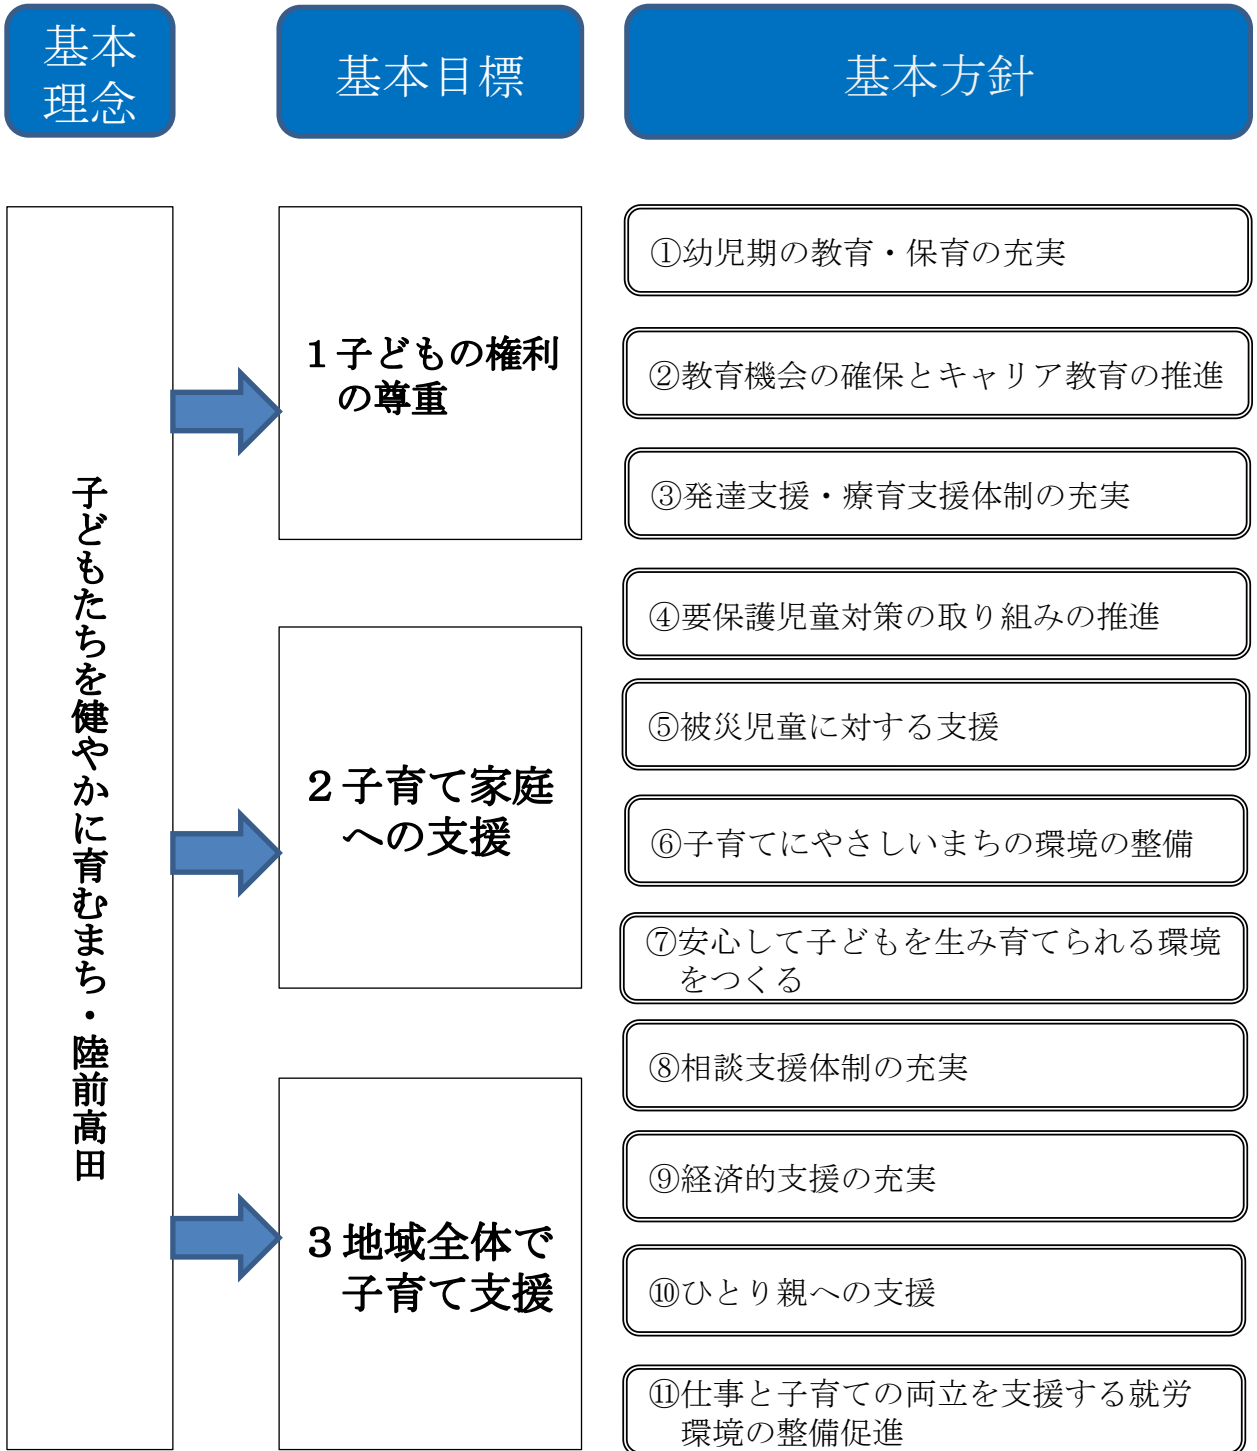 基本
理念
基本目標
基本方針
子どもたちを健やかに育むまち・陸前高田
１子どもの権利
の尊重
２子育て家庭
への支援
３地域全体で
子育て支援
①幼児期の教育・保育の充実
②教育機会の確保とキャリア教育の推進
③発達支援・療育支援体制の充実
④要保護児童対策の取り組みの推進
⑤被災児童に対する支援
⑥子育てにやさしいまちの環境の整備
⑦安心して子どもを生み育てられる環境
をつくる
⑧相談支援体制の充実
⑨経済的支援の充実
⑩ひとり親への支援
⑪仕事と子育ての両立を支援する就労
環境の整備促進